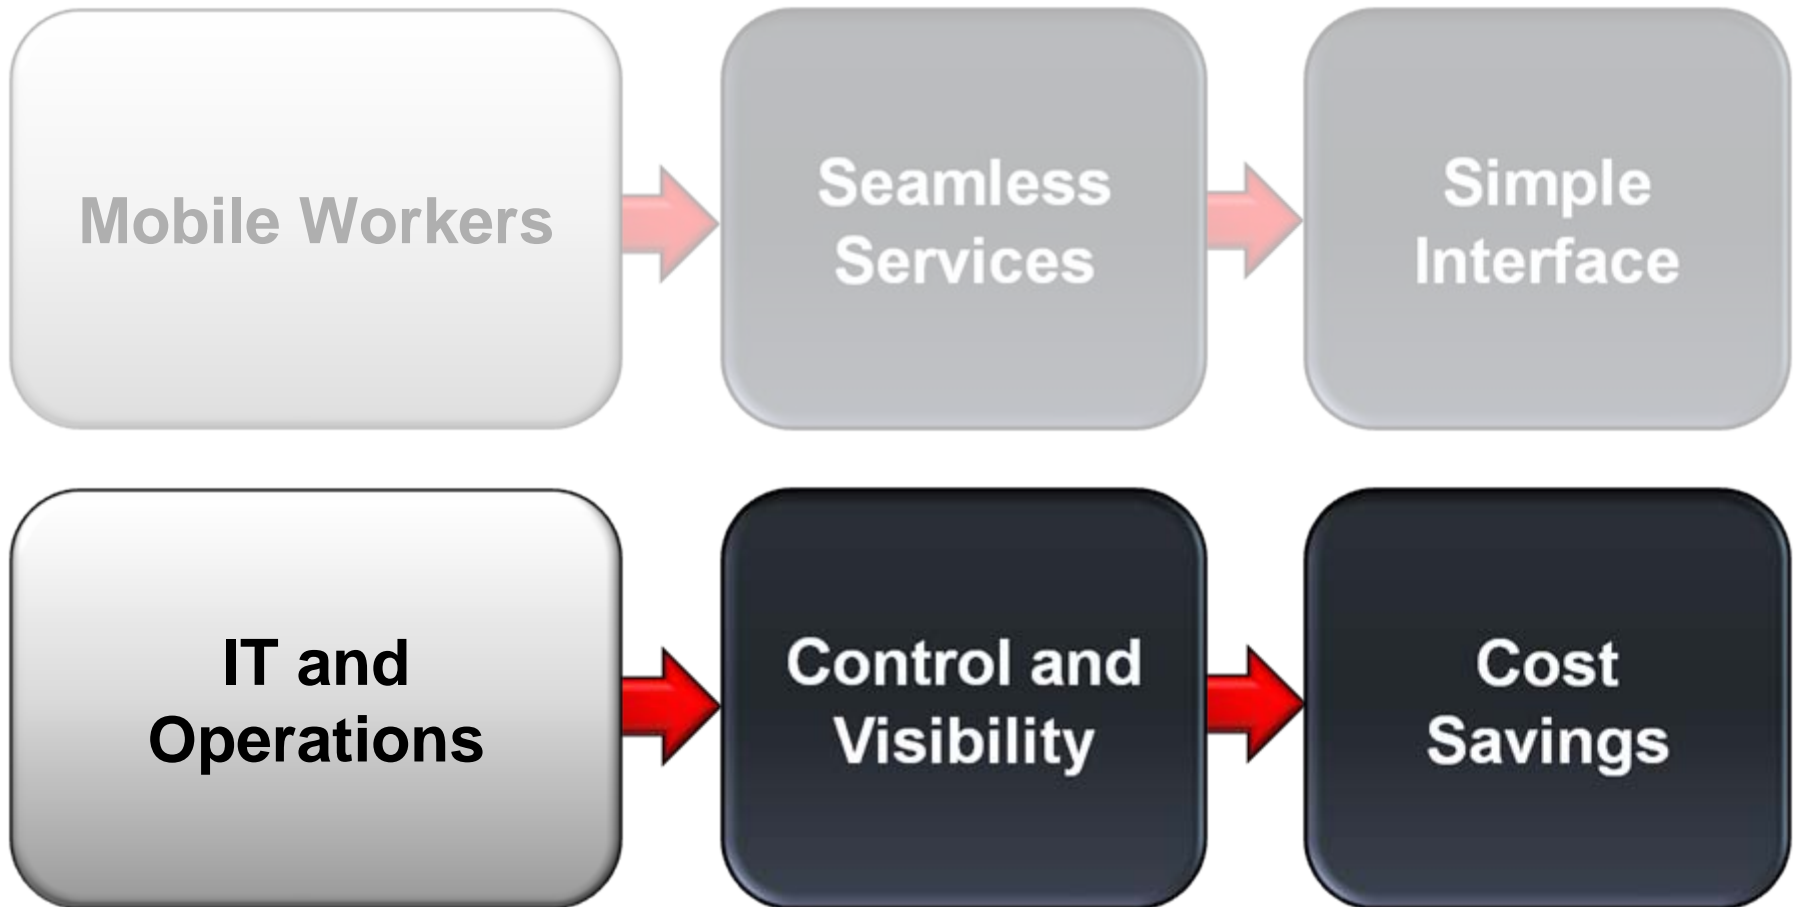 Mobile Workers
Seamless
Services
Simple
Interface
IT and
Operations
Control and
Visibility
Cost
Savings